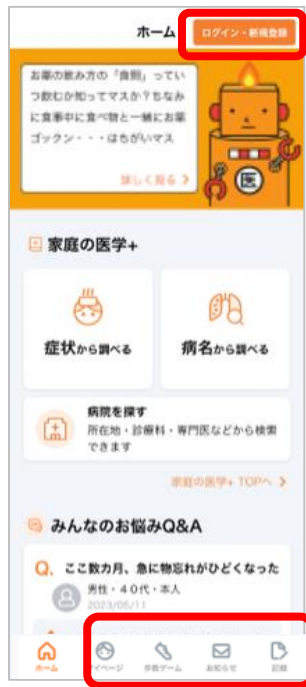 ホーム
ログイン・新規登録
お薬の飲み方の「食間」ってい
つ飲むか知ってマスか？ちなみ
に食事中に食べ物と一緒にお薬
ゴックン・・・はちがいマス
詳しく見る
医
家庭の医学+
症状から調べる
病名から調べる
病院を探す
所在地・診療科・専門医などから検索
できます
家庭の医学+ TOPへ
みんなのお悩みQ&A
Q. ここ数カ月、急に物忘れがひどくなった
男性・40代・本人
2023/05/11
ホーム
マイページ
歩数ゲーム
お知らせ
記録